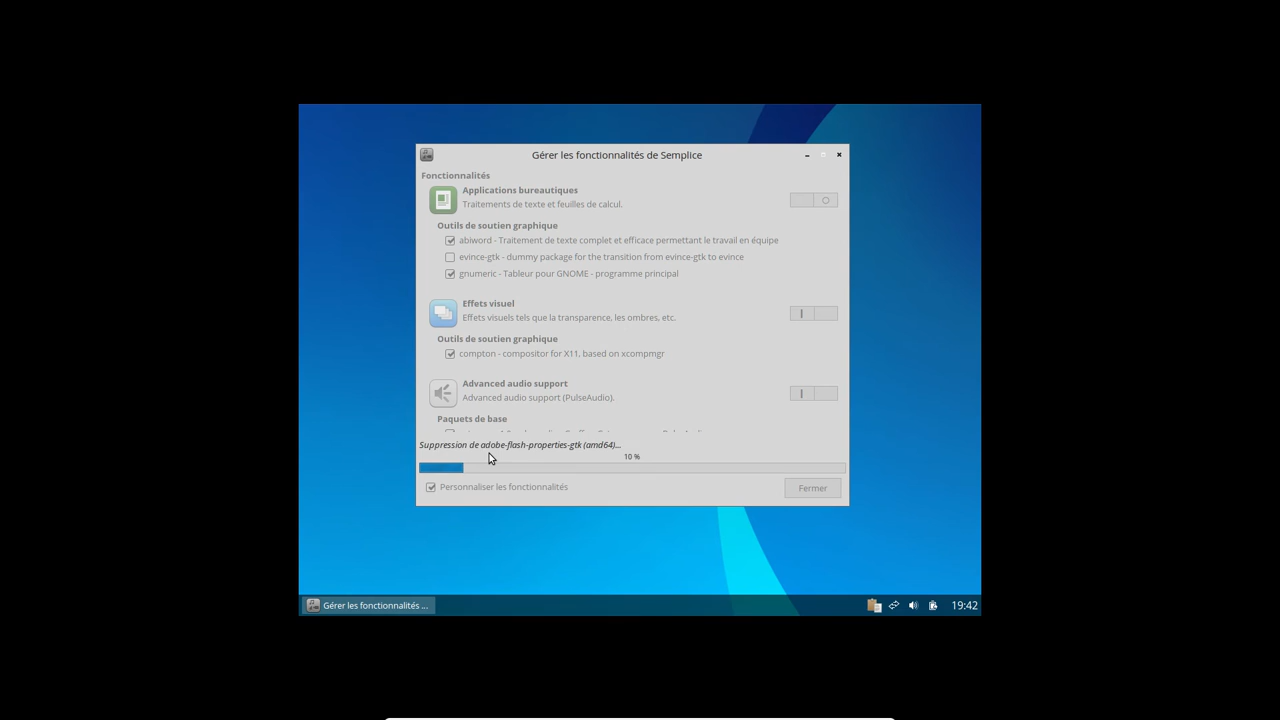 Gérer les fonctionnalités de Semplice
Fonctionnalités
Applications bureautiques
Traitements de texte et feuilles de calcul.
Outils de soutien graphique
abiword - Traitement de texte complet et efficace permettant le travail en équipe
evince-gtk - dummy package for the transition from evince-gtk to evince
gnumeric - Tableur pour GNOME - programme principal
Effets visuel
Effets visuels tels que la transparence, les ombres, etc.
Outils de soutien graphique
compton - compositor for X11, based on xcompmgr
Advanced audio support
Advanced audio support (PulseAudio).
Paquets de base
Suppression de adobe-flash-properties-gtk (amd64)...
10 %
Personnaliser les fonctionnalités
Fermer
Gérer les fonctionnalités ...
19:42